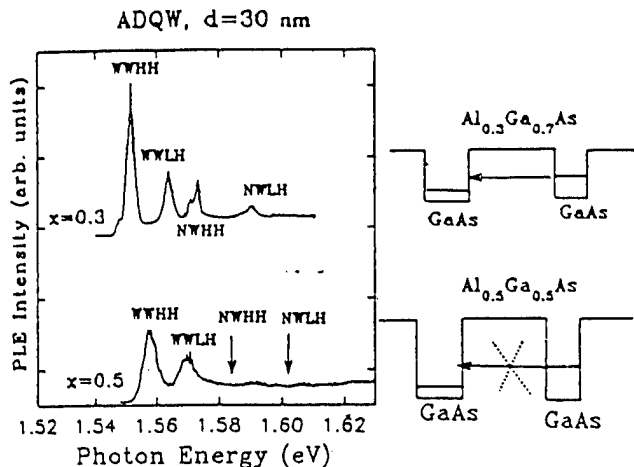 ADQW, d=30 nm
PLE Intensity (arb. units)
WWHH
WWLH
NWLH
NWHH
x=0.3
WWHH
WWLH
NWHH
NWLH
x=0.5
1.52 1.54 1.56 1.58 1.60 1.62
Photon Energy (eV)
Al0.3Ga0.7As
GaAs
GaAs
Al0.5Ga0.5As
GaAs
GaAs